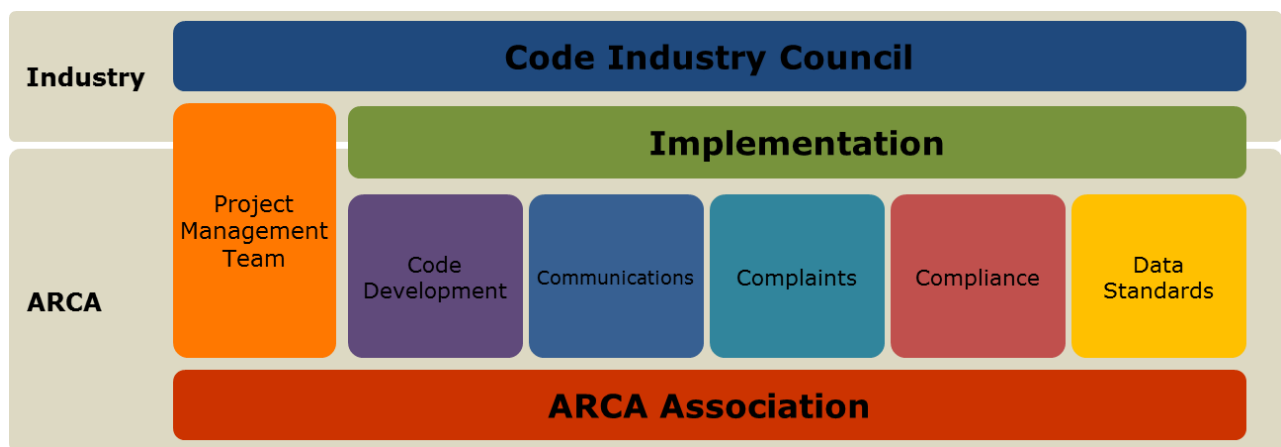 Industry
Code Industry Council
Implementation
ARCA
Project
Management
Team
Code
Development
Communications
Complaints
Compliance
Data
Standards
ARCA Association